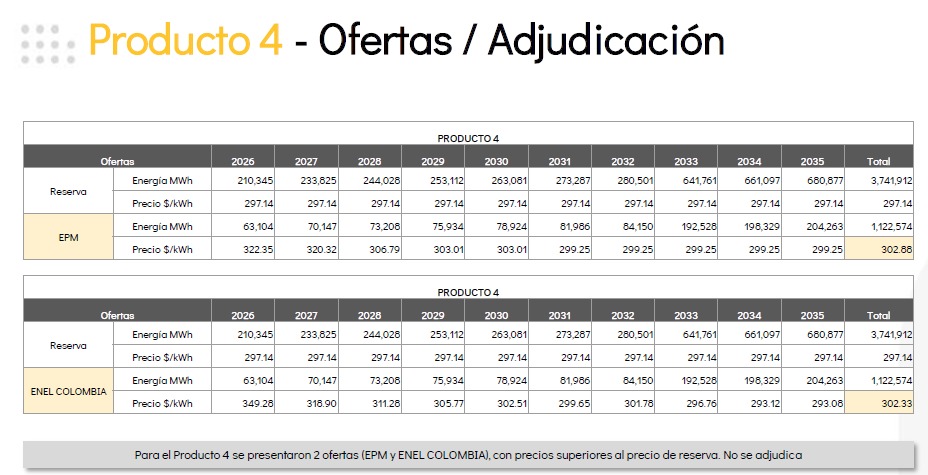 Producto 4 - Ofertas / Adjudicación
PRODUCTO 4
Ofertas 2026 2027 2028 2029 2030 2031 2032 2033 2034 2035 Total
Reserva Energía MWh 210,345 233,825 244,028 253,112 263,081 273,287 280,501 641,761 661,097 680,877 3,741,912
Precio $/kWh 297.14 297.14 297.14 297.14 297.14 297.14 297.14 297.14 297.14 297.14 297.14
EPM Energía MWh 63,104 70,147 73,208 75,934 78,924 81,986 84,150 192,528 198,329 204,263 1,122,574
Precio $/kWh 322.35 320.32 306.79 303.01 303.01 299.25 299.25 299.25 299.25 299.25 302.88
PRODUCTO 4
Ofertas 2026 2027 2028 2029 2030 2031 2032 2033 2034 2035 Total
Reserva Energía MWh 210,345 233,825 244,028 253,112 263,081 273,287 280,501 641,761 661,097 680,877 3,741,912
Precio $/kWh 297.14 297.14 297.14 297.14 297.14 297.14 297.14 297.14 297.14 297.14 297.14
ENEL COLOMBIA Energía MWh 63,104 70,147 73,208 75,934 78,924 81,986 84,150 192,528 198,329 204,263 1,122,574
Precio $/kWh 349.28 318.90 311.28 305.77 302.51 299.65 301.78 296.76 293.12 293.08 302.33
Para el Producto 4 se presentaron 2 ofertas (EPM y ENEL COLOMBIA), con precios superiores al precio de reserva. No se adjudica